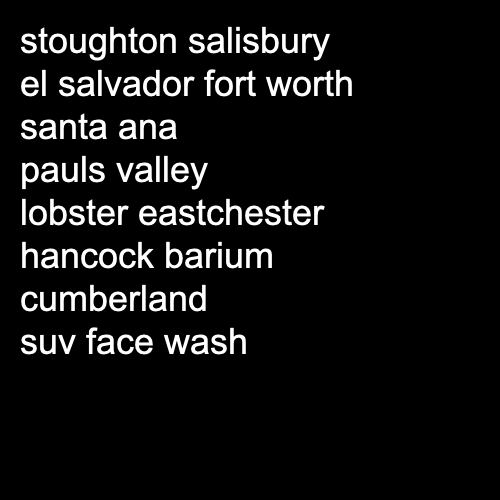 stoughton salisbury
el salvador fort worth
santa ana
pauls valley
lobster eastchester
hancock barium
cumberland
suv face wash